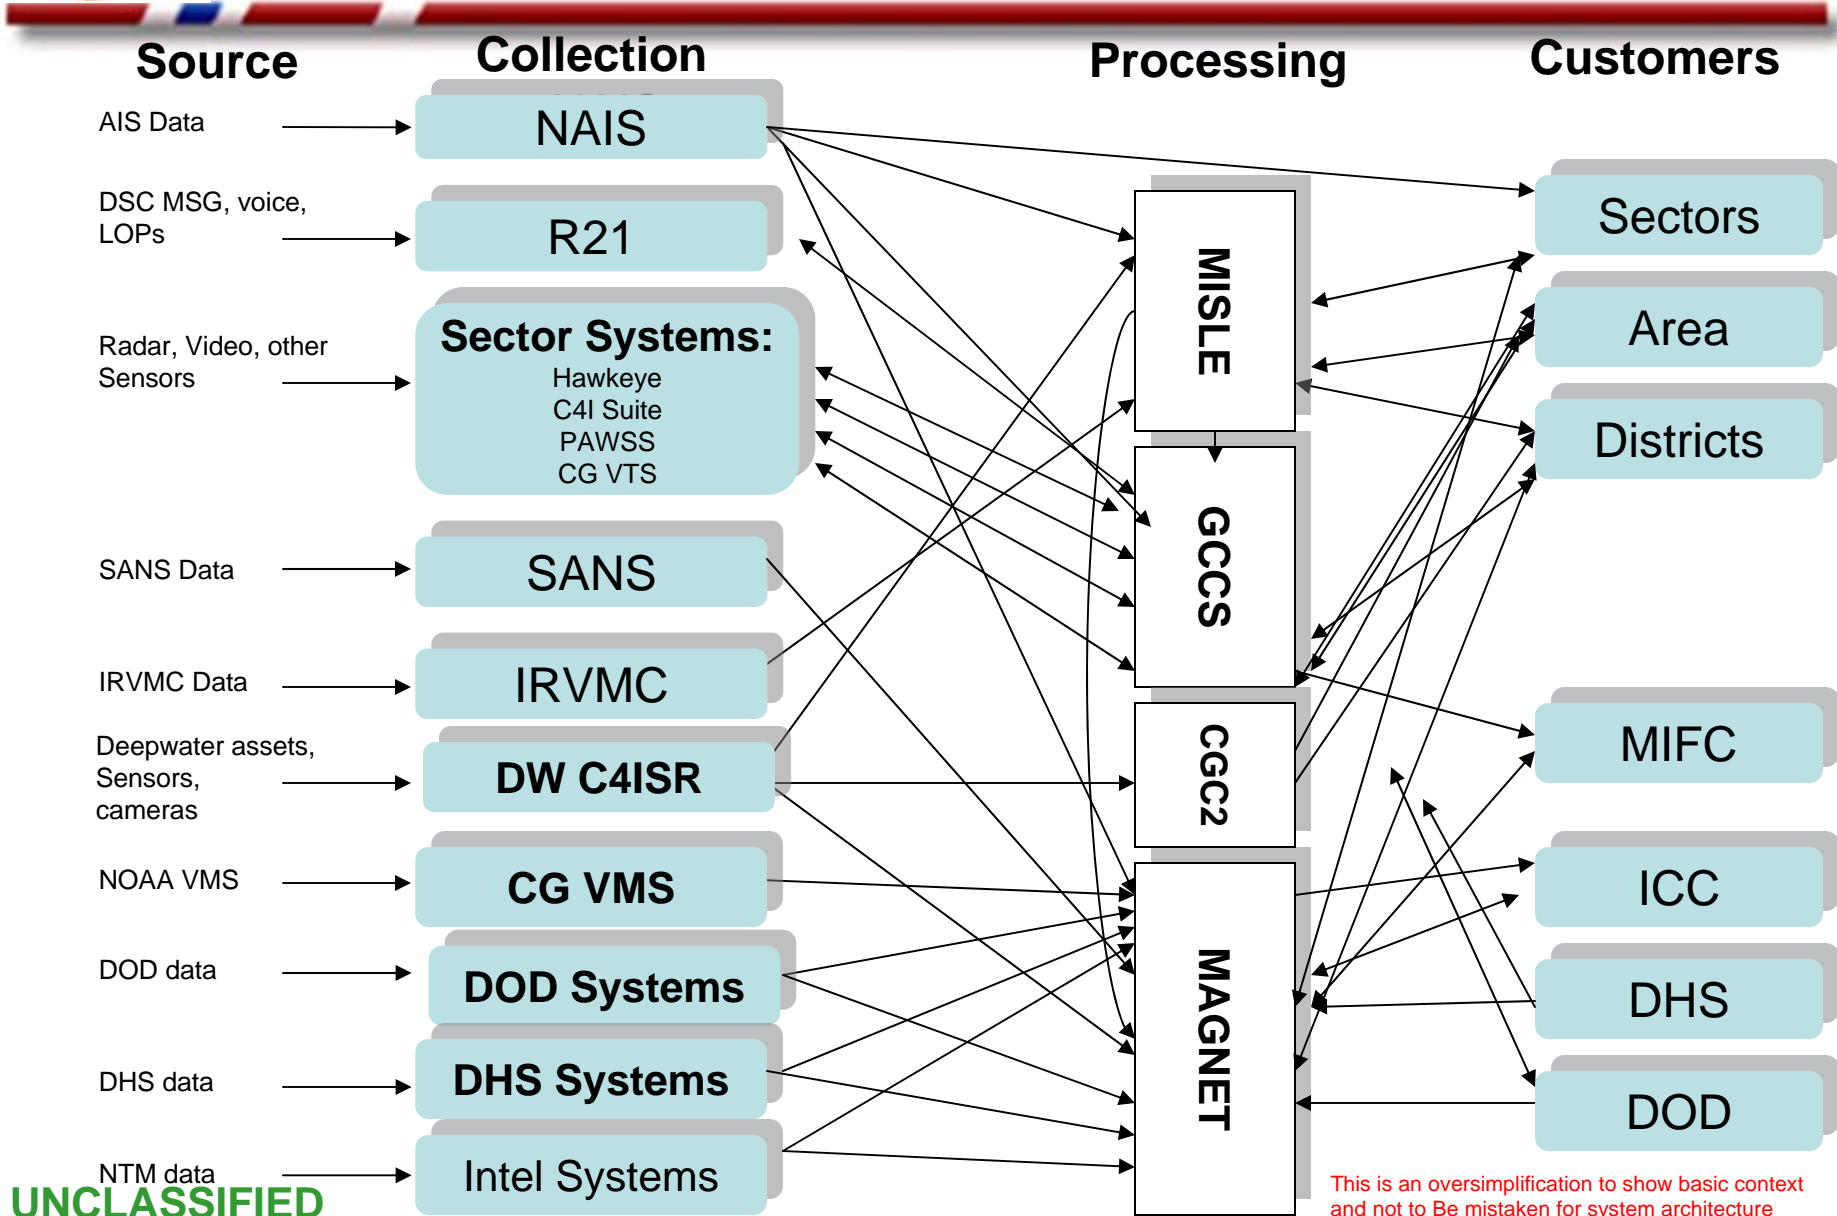 Source
Collection
Processing
Customers
AIS Data
NAIS
DSC MSG, voice,
LOPs
R21
Radar, Video, other
Sensors
Sector Systems:
Hawkeye
C4I Suite
PAWSS
CG VTS
SANS Data
SANS
IRVMC Data
IRVMC
Deepwater assets,
Sensors,
cameras
DW C4ISR
NOAA VMS
CG VMS
DOD data
DOD Systems
DHS data
DHS Systems
NTM data
Intel Systems
MISLE
GCCS
CGC2
MAGNET
Sectors
Area
Districts
MIFC
ICC
DHS
DOD
UNCLASSIFIED
This is an oversimplification to show basic context
and not to Be mistaken for system architecture